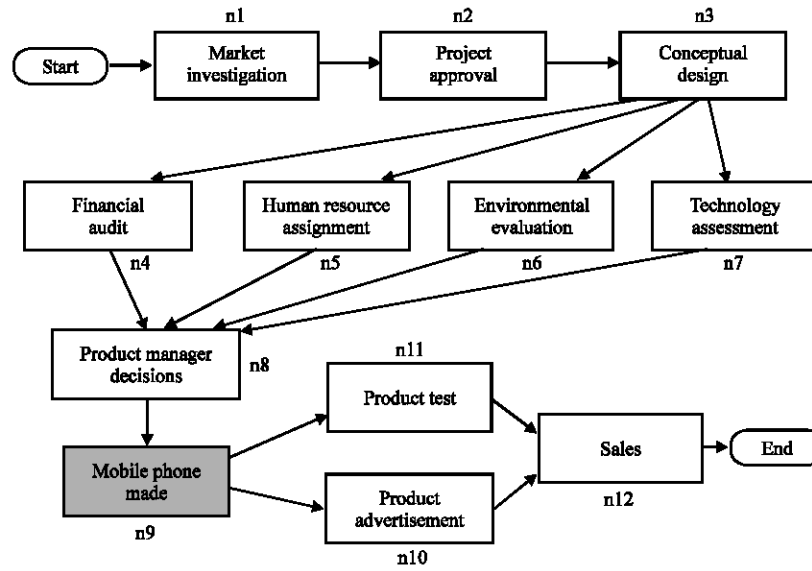 n1
n2
n3
Start
Market
investigation
Project
approval
Conceptual
design
Financial
audit
Human resource
assignment
Environmental
evaluation
Technology
assessment
n4
n5
n6
n7
Product manager
decisions
n8
n11
Product test
Mobile phone
made
n9
Product
advertisement
n10
Sales
n12
End